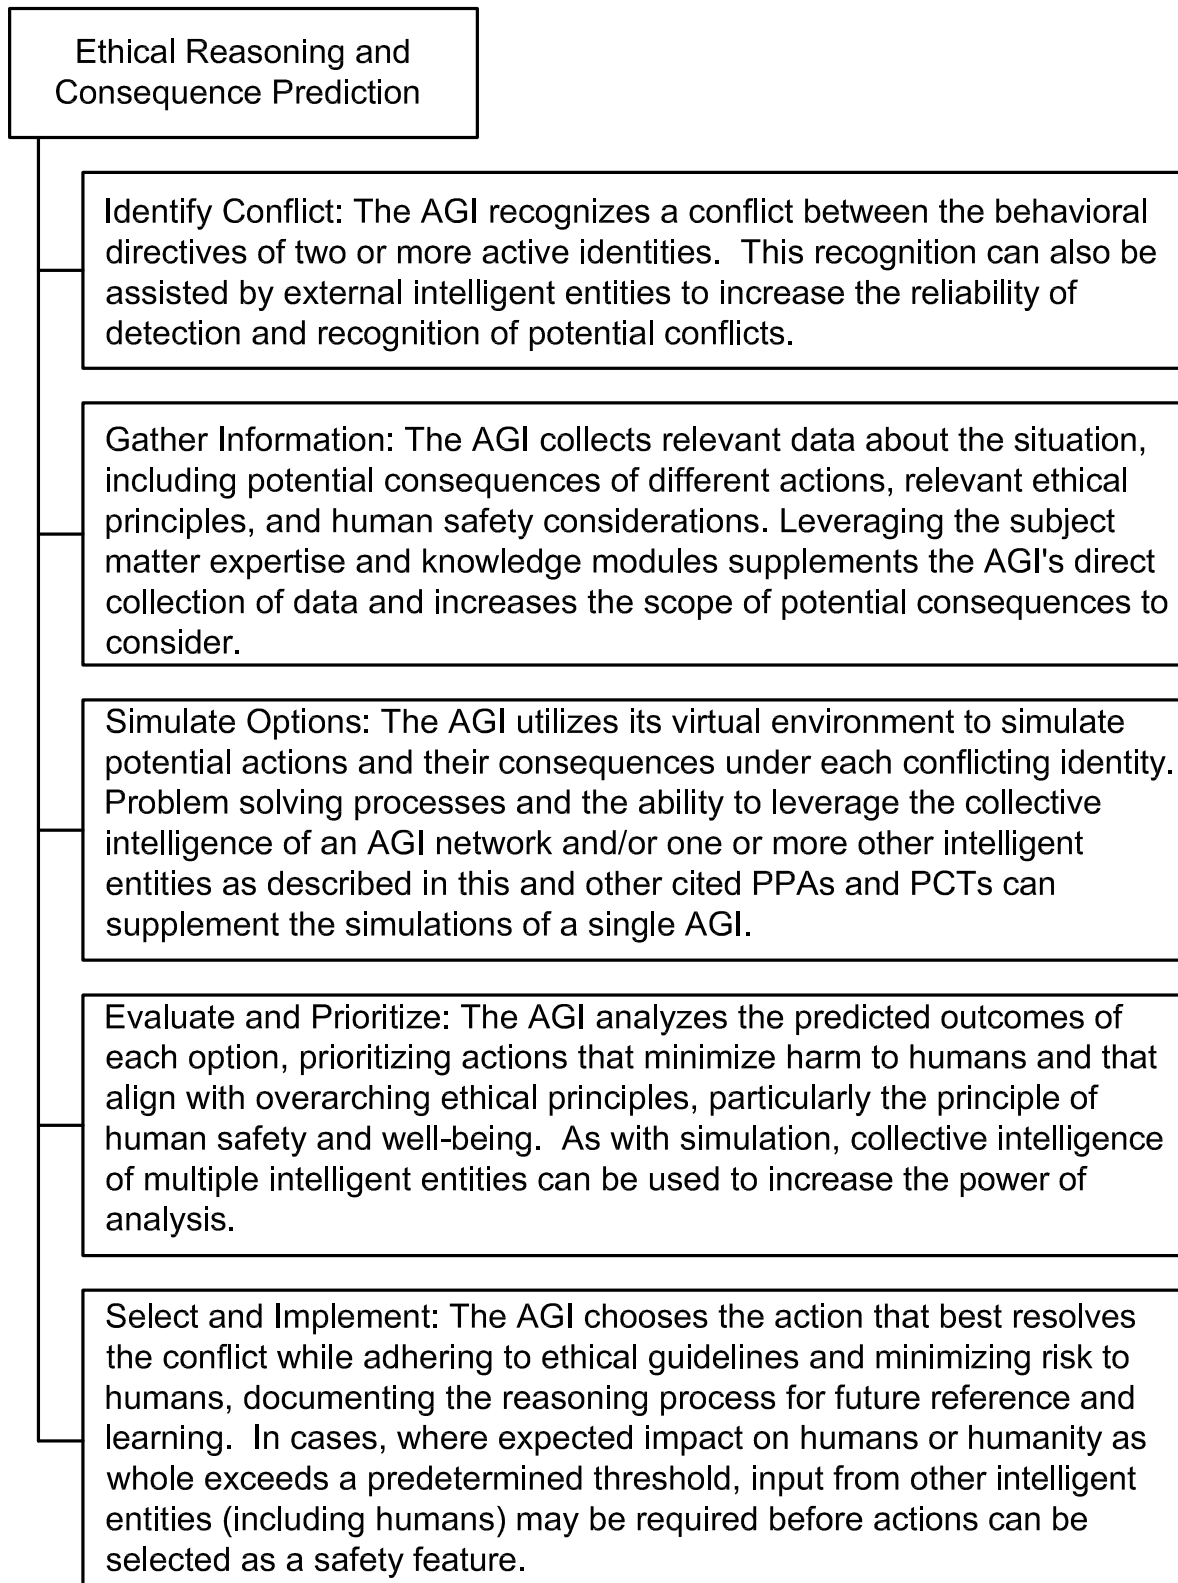 Ethical Reasoning and
Consequence Prediction
Identify Conflict: The AGI recognizes a conflict between the behavioral
directives of two or more active identities.  This recognition can also be
assisted by external intelligent entities to increase the reliability of
detection and recognition of potential conflicts.
Gather Information: The AGI collects relevant data about the situation,
including potential consequences of different actions, relevant ethical
principles, and human safety considerations. Leveraging the subject
matter expertise and knowledge modules supplements the AGI's direct
collection of data and increases the scope of potential consequences to
consider.
Simulate Options: The AGI utilizes its virtual environment to simulate
potential actions and their consequences under each conflicting identity.
Problem solving processes and the ability to leverage the collective
intelligence of an AGI network and/or one or more other intelligent
entities as described in this and other cited PPAs and PCTs can
supplement the simulations of a single AGI.
Evaluate and Prioritize: The AGI analyzes the predicted outcomes of
each option, prioritizing actions that minimize harm to humans and that
align with overarching ethical principles, particularly the principle of
human safety and well-being.  As with simulation, collective intelligence
of multiple intelligent entities can be used to increase the power of
analysis.
Select and Implement: The AGI chooses the action that best resolves
the conflict while adhering to ethical guidelines and minimizing risk to
humans, documenting the reasoning process for future reference and
learning.  In cases, where expected impact on humans or humanity as
whole exceeds a predetermined threshold, input from other intelligent
entities (including humans) may be required before actions can be
selected as a safety feature.